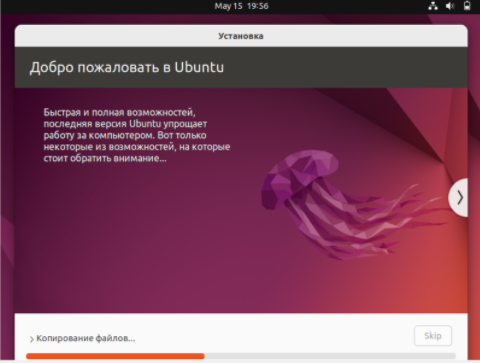 May 15 19:56
Установка
Добро пожаловать в Ubuntu
Быстрая и полная возможностей,
последняя версия Ubuntu упрощает
работу за компьютером. Вот только
некоторые из возможностей, на которые
стоит обратить внимание...
Копирование файлов...
Skip